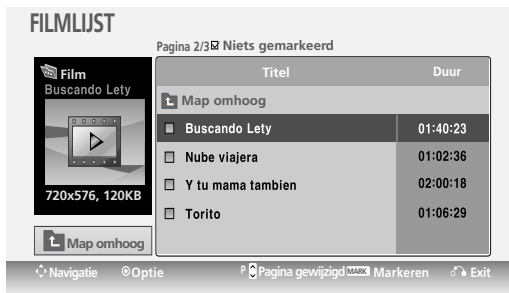 FILMLIJST
Pagina 2/3 Niets gemarkeerd
Film
Buscando Lety
720x576, 120KB
Map omhoog
Titel Duur
Map omhoog
Buscando Lety 01:40:23
Nube viajera 01:02:36
Y tu mama tambien 02:00:18
Torito 01:06:29
Navigatie Optie P Pagina gewijzigd MARK Markeren Exit